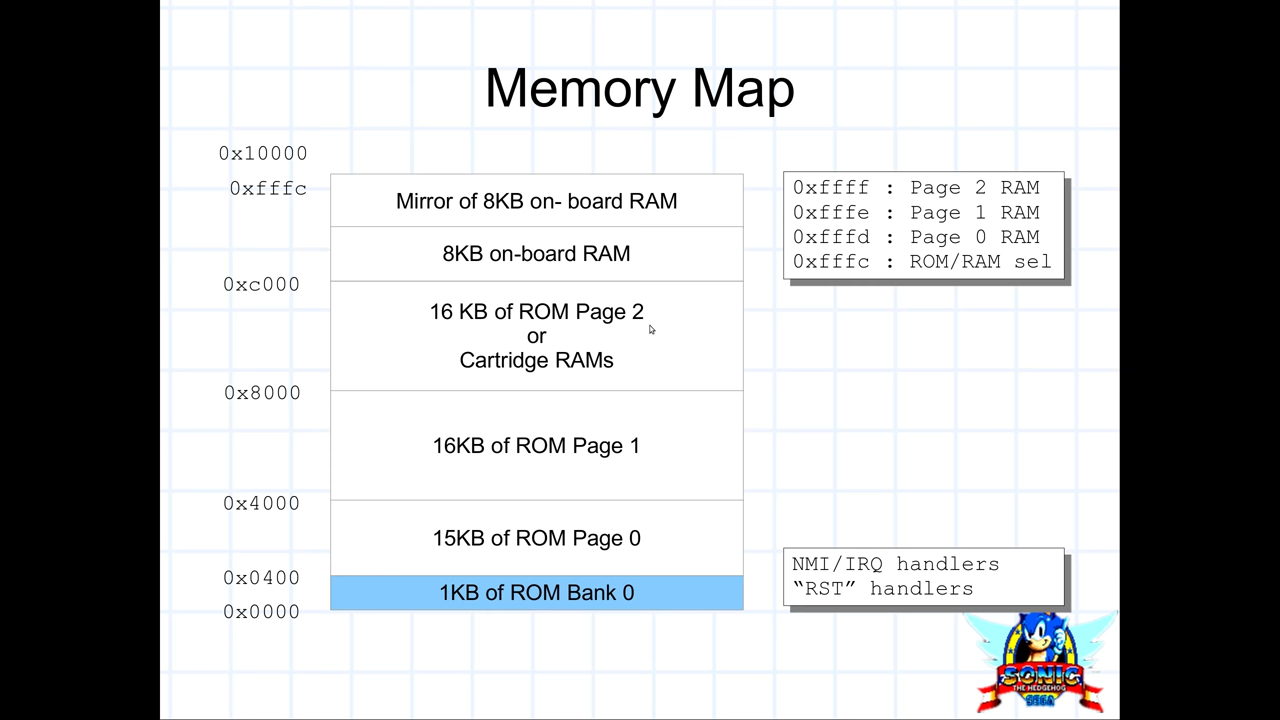 Memory Map
0x10000
0xfffc
Mirror of 8KB on- board RAM
8KB on-board RAM
0xc000
16 KB of ROM Page 2
or
Cartridge RAMs
0x8000
16KB of ROM Page 1
0x4000
15KB of ROM Page 0
0x0400
1KB of ROM Bank 0
0x0000
0xffff : Page 2 RAM
0xfffe : Page 1 RAM
0xfffd : Page 0 RAM
0xfffc : ROM/RAM sel
NMI/IRQ handlers
“RST” handlers
SONIC
THE HEDGEHOG
SEGA